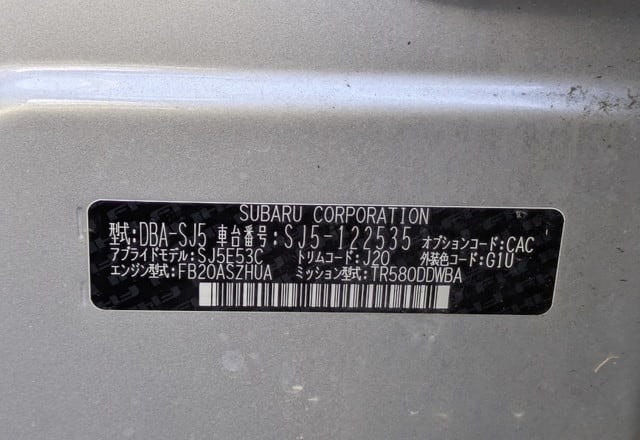 SUBARU CORPORATION
型式:DBA-SJ5 車台番号:SJ5-122535 オプションコード:CAC
アプライドモデル:SJ5E53C トリムコード:J20 外装色コード:G1U
エンジン型式:FB20ASZHUA ミッション型式:TR580DDWBA